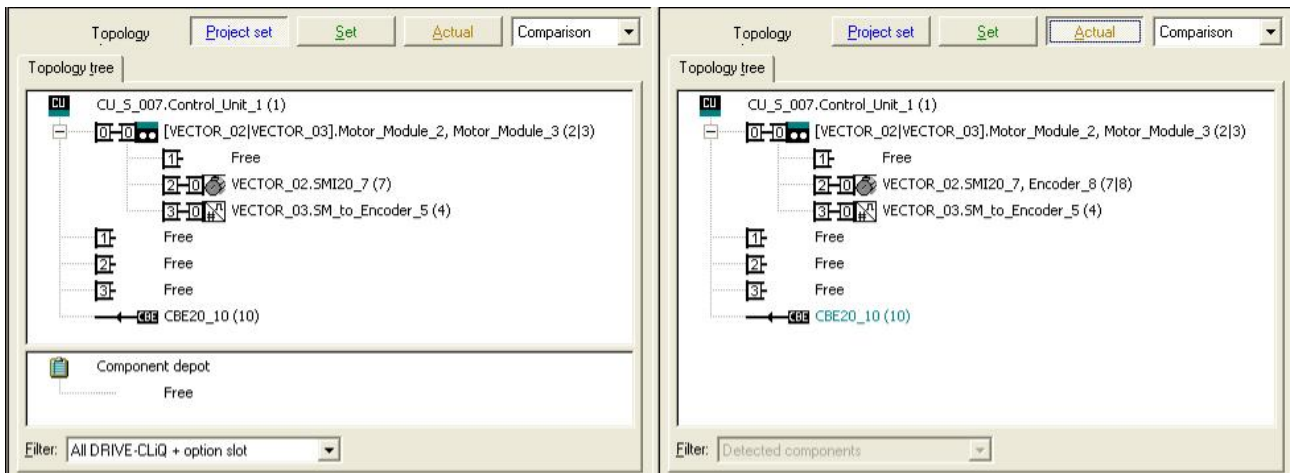 Topology Project set Set Actual Comparison
Topology tree
CU CU_S_007.Control_Unit_1 (1)
0 0 [VECTOR_02|VECTOR_03].Motor_Module_2, Motor_Module_3 (2|3)
1 Free
2 0 VECTOR_02.SMI20_7 (7)
3 0 # VECTOR_03.SM_to_Encoder_5 (4)
1 Free
2 Free
3 Free
CBE CBE20_10 (10)
Component depot
Free
Filter: All DRIVE-CLiQ + option slot
Topology Project set Set Actual Comparison
Topology tree
CU CU_S_007.Control_Unit_1 (1)
0 0 [VECTOR_02|VECTOR_03].Motor_Module_2, Motor_Module_3 (2|3)
1 Free
2 0 VECTOR_02.SMI20_7, Encoder_8 (7|8)
3 0 # VECTOR_03.SM_to_Encoder_5 (4)
1 Free
2 Free
3 Free
CBE CBE20_10 (10)
Filter: Detected components